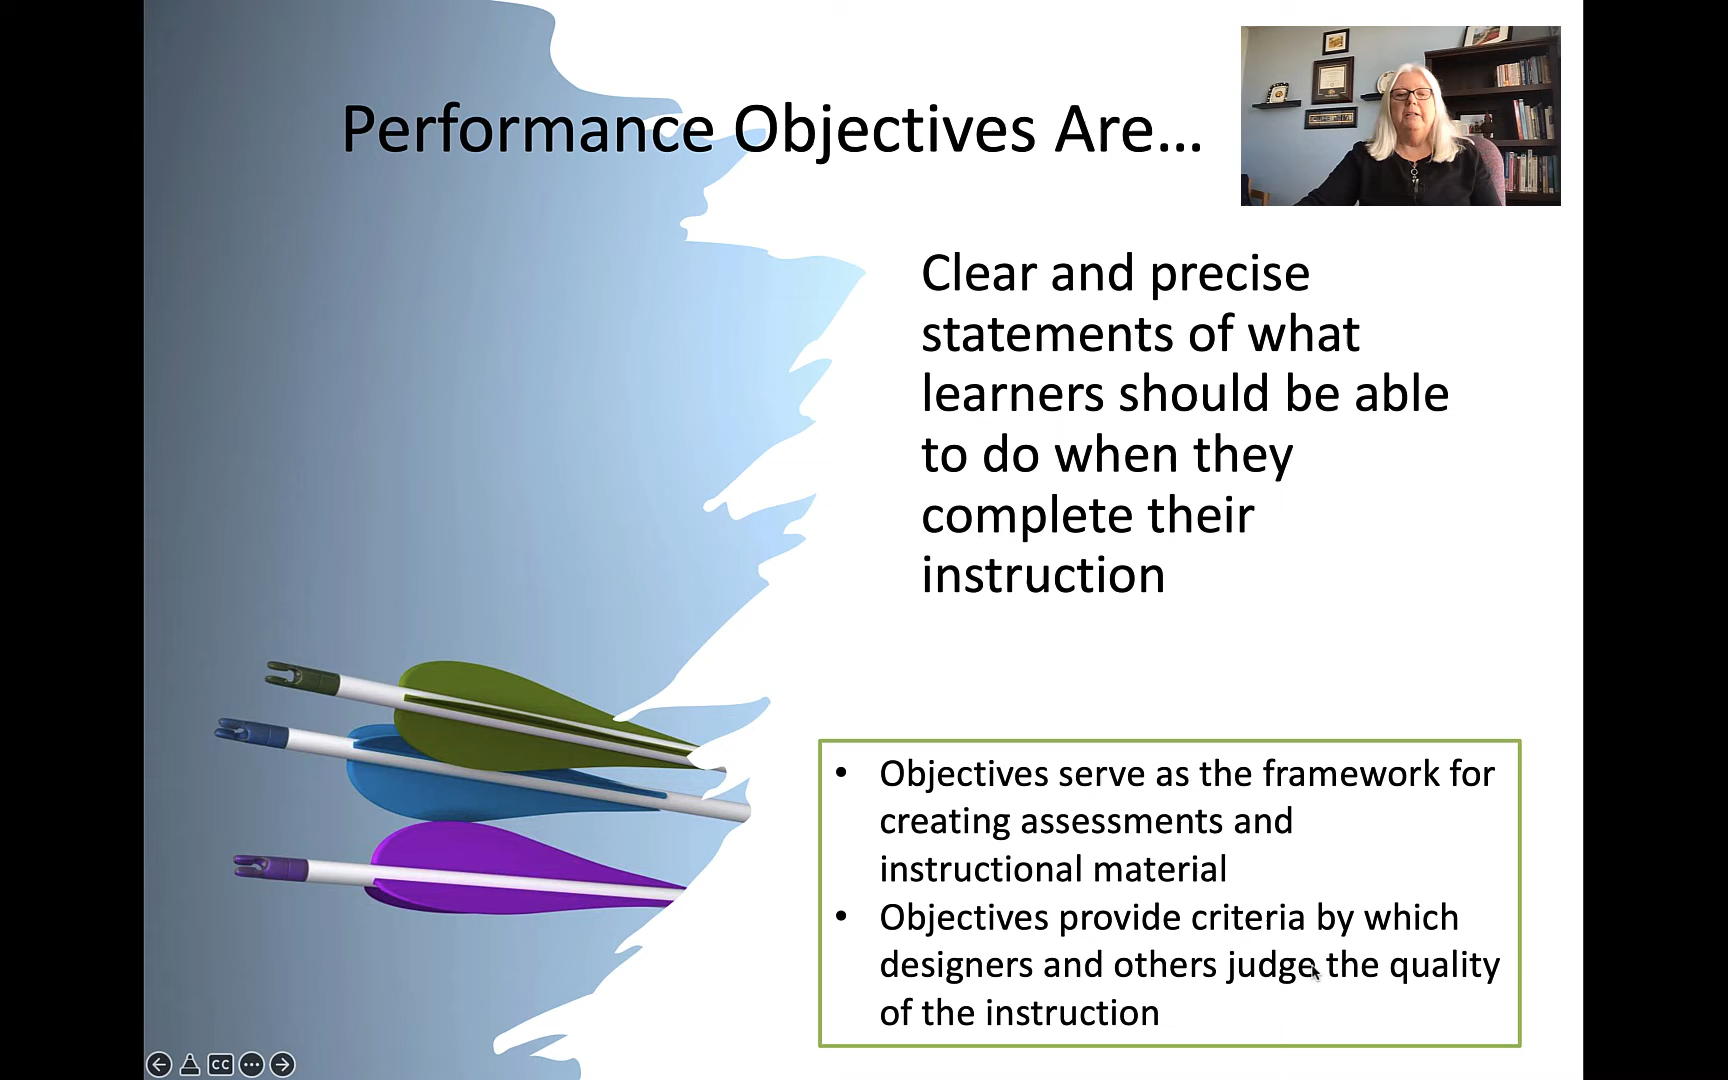 Performance Objectives Are...
Clear and precise
statements of what
learners should be able
to do when they
complete their
instruction
• Objectives serve as the framework for
creating assessments and
instructional material
• Objectives provide criteria by which
designers and others judge the quality
of the instruction
CC